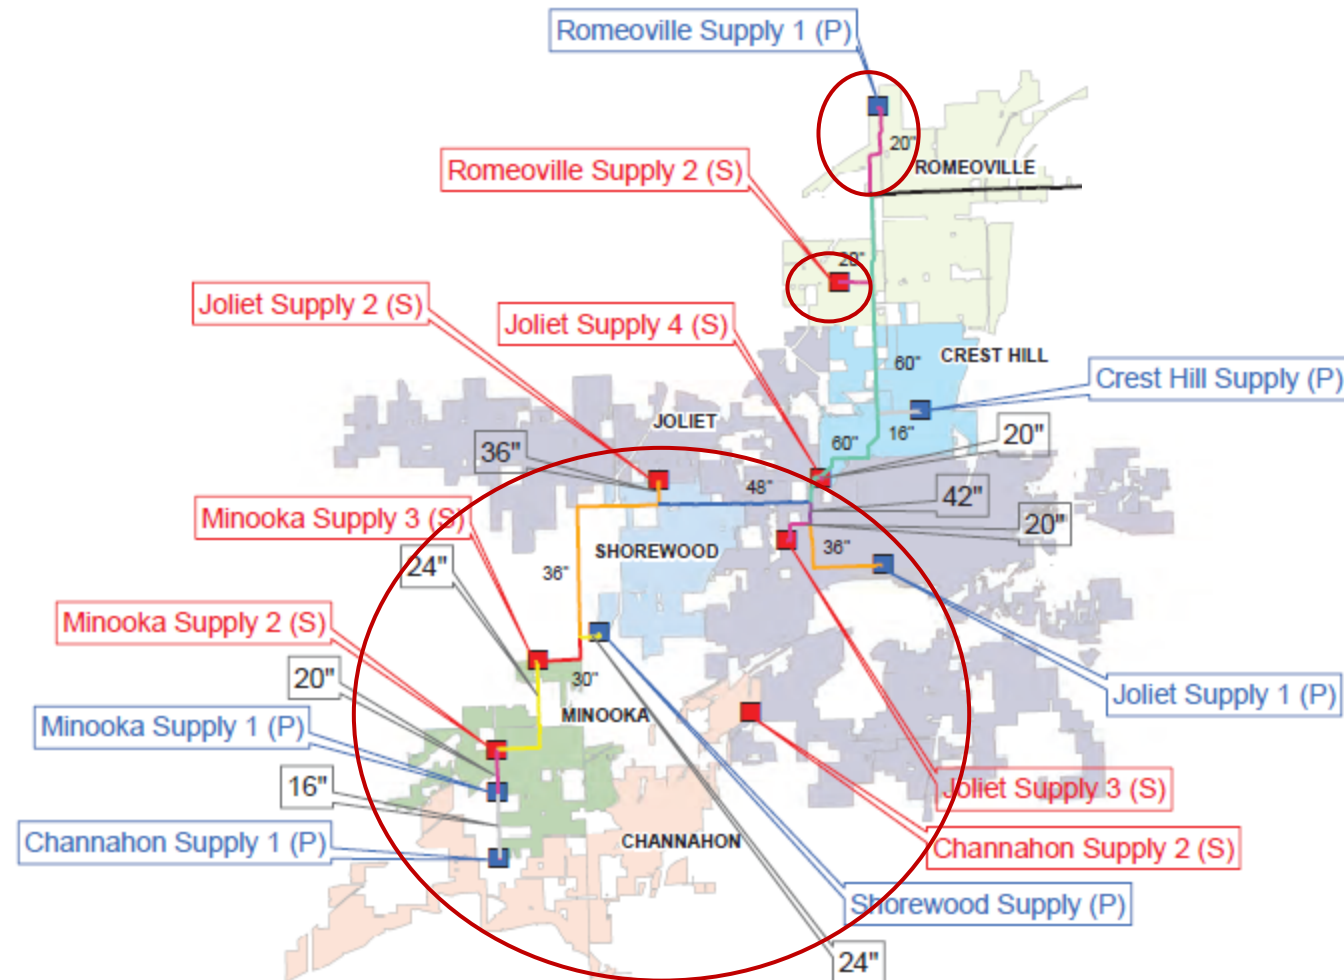 Romeoville Supply 1 (P)
20"
Romeoville Supply 2 (S)
ROMEOVILLE
20"
Joliet Supply 2 (S)
Joliet Supply 4 (S)
CREST HILL
60"
Crest Hill Supply (P)
JOLIET
16"
20"
60"
36"
48"
42"
Minooka Supply 3 (S)
20"
SHOREWOOD
36"
24"
36"
Minooka Supply 2 (S)
20"
30"
Joliet Supply 1 (P)
MINOOKA
Minooka Supply 1 (P)
16"
Joliet Supply 3 (S)
Channahon Supply 1 (P)
CHANNAHON
Channahon Supply 2 (S)
Shorewood Supply (P)
24"